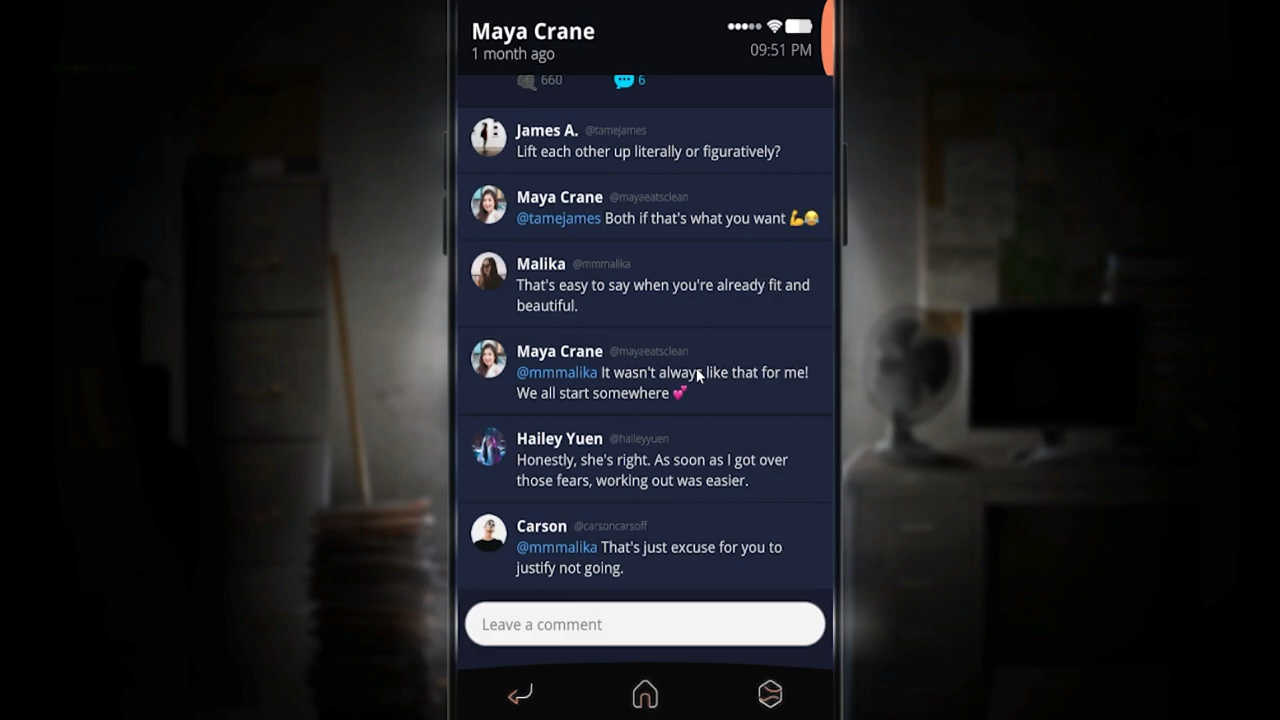 Maya Crane
1 month ago
09:51 PM
660
6
James A. @tamejames
Lift each other up literally or figuratively?
Maya Crane @mayaeatsclean
@tamejames Both if that's what you want 💪😂
Malika @mmmalika
That's easy to say when you're already fit and
beautiful.
Maya Crane @mayaeatsclean
@mmmalika It wasn't always like that for me!
We all start somewhere 💕
Hailey Yuen @haileyyuen
Honestly, she's right. As soon as I got over
those fears, working out was easier.
Carson @carsoncarsoff
@mmmalika That's just excuse for you to
justify not going.
Leave a comment